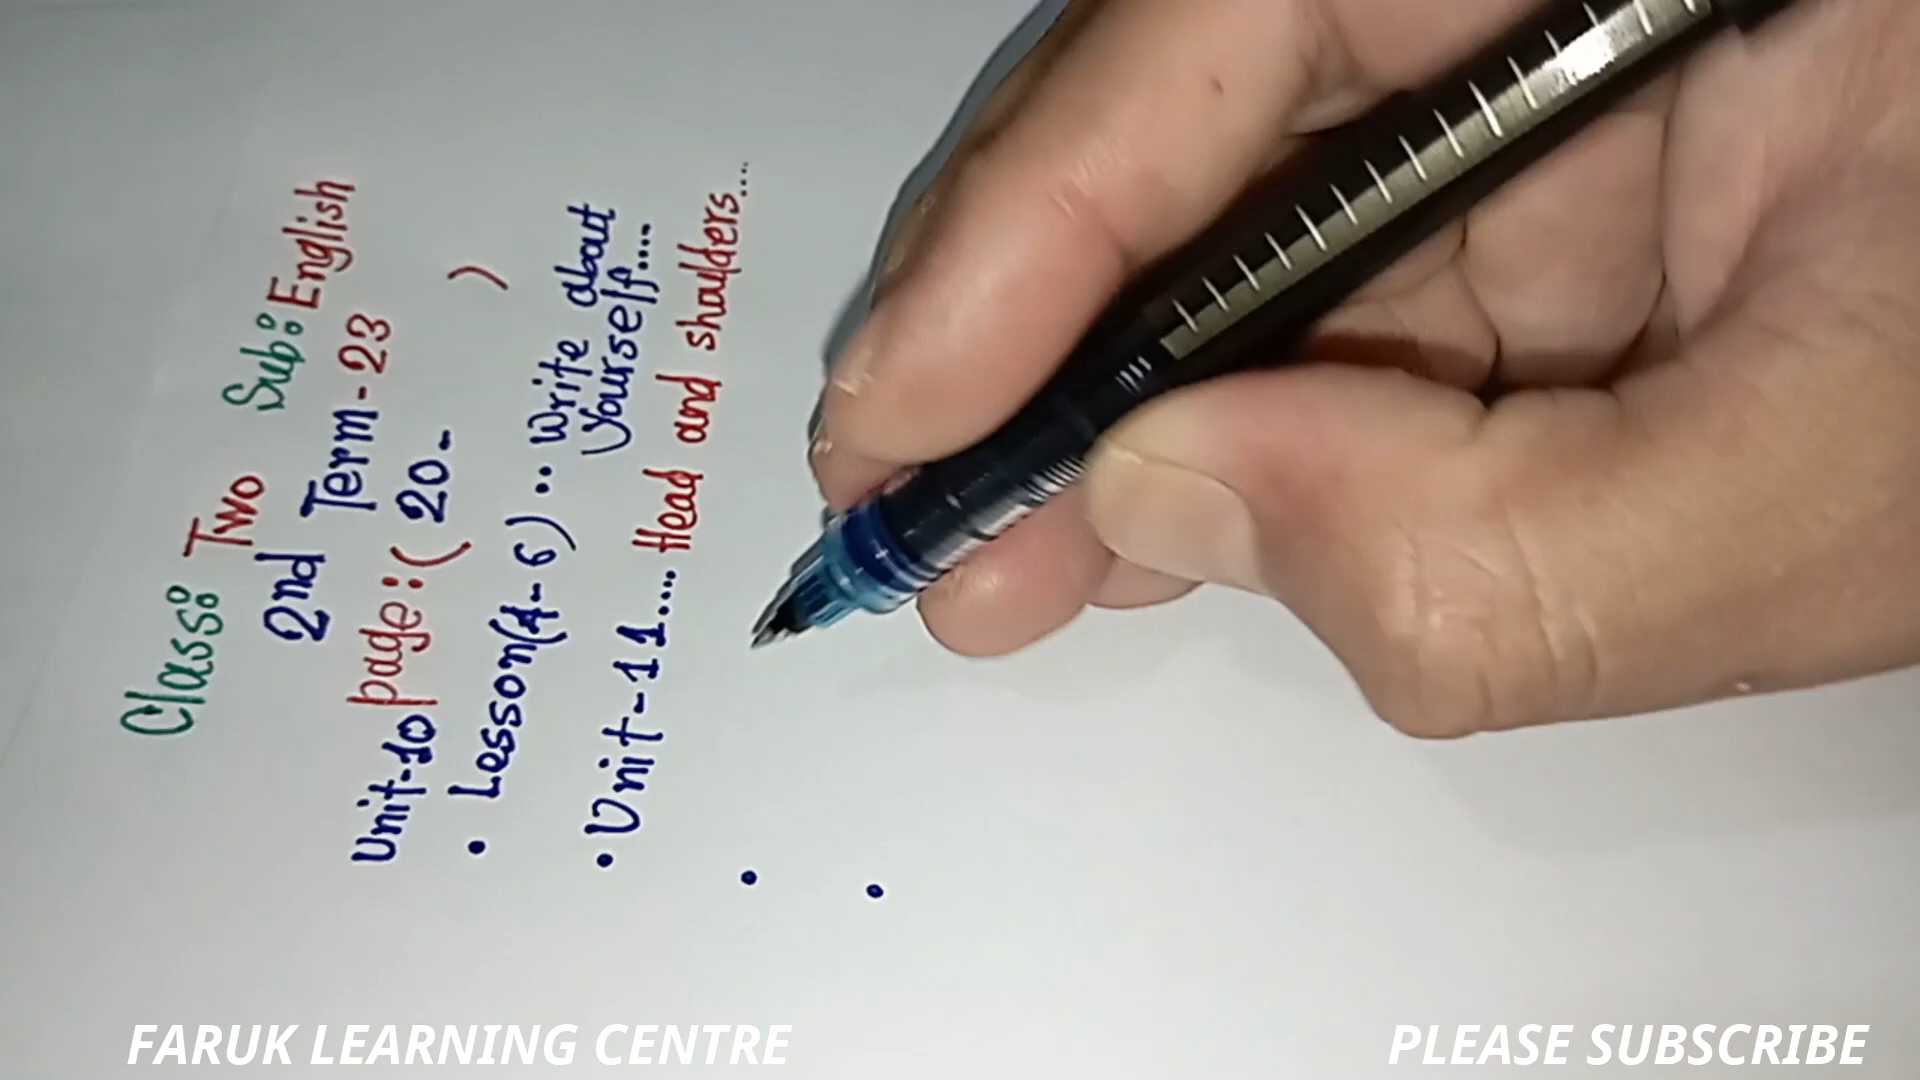 Class: Two Sub: English
2nd Term-23
Unit-10 page: ( 20- )
• Lesson(4-6) .. Write about
yourself....
• Unit-11.... Head and shoulders....
•
•
FARUK LEARNING CENTRE
PLEASE SUBSCRIBE